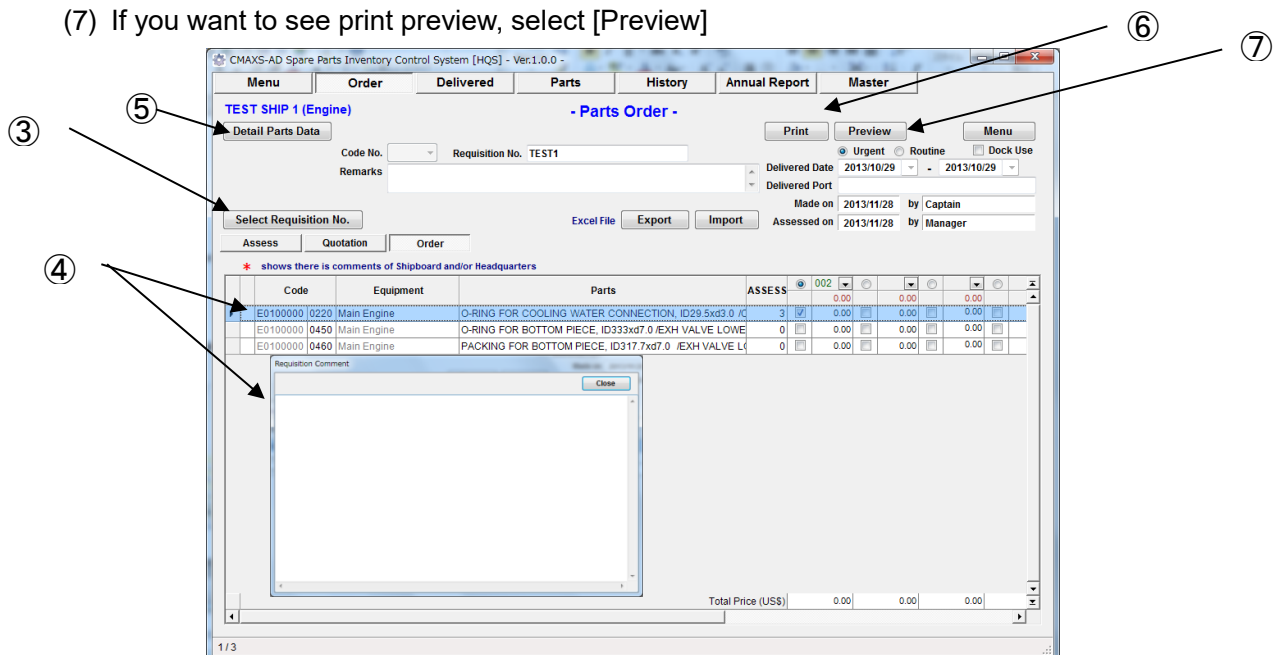 (7) If you want to see print preview, select [Preview]
⑥
⑦
CMAXS-AD Spare Parts Inventory Control System [HQS] - Ver.1.0.0 -
Menu Order Delivered Parts History Annual Report Master
⑤
③
TEST SHIP 1 (Engine) - Parts Order -
Detail Parts Data Print Preview Menu
Urgent Routine Dock Use
Code No. Requisition No. TEST1
Delivered Date 2013/10/29 - 2013/10/29
Remarks
Delivered Port
Made on 2013/11/28 by Captain
Select Requisition No. Excel File Export Import Assessed on 2013/11/28 by Manager
Assess Quotation Order
④
* shows there is comments of Shipboard and/or Headquarters
Code Equipment Parts ASSESS 002
0.00 0.00 0.00
E0100000 0220 Main Engine O-RING FOR COOLING WATER CONNECTION, ID29.5xd3.0 /C 3 0.00 0.00 0.00
E0100000 0450 Main Engine O-RING FOR BOTTOM PIECE, ID333xd7.0 /EXH VALVE LOWE 0 0.00 0.00 0.00
E0100000 0460 Main Engine PACKING FOR BOTTOM PIECE, ID317.7xd7.0 /EXH VALVE L( 0 0.00 0.00 0.00
Requisition Comment
Close
Total Price (US$) 0.00 0.00 0.00
1 / 3